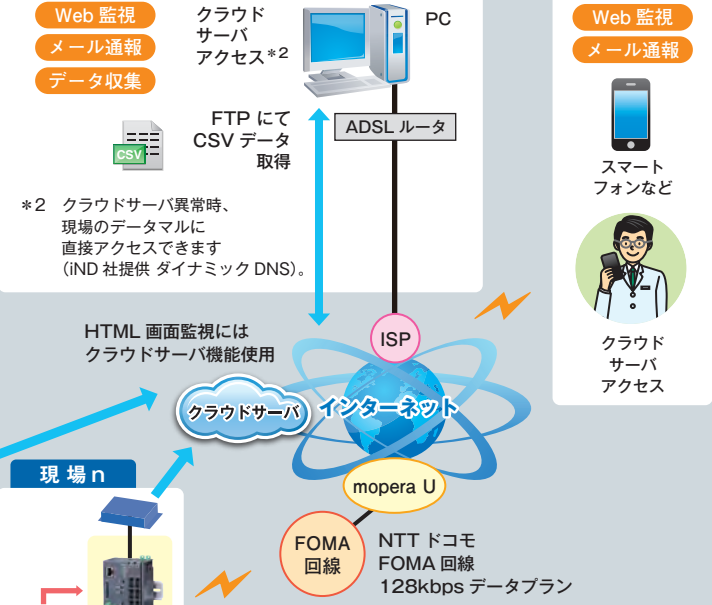 Web 監視
メール通報
データ収集
クラウド
サーバ
アクセス＊2
PC
FTP にて
CSV データ
取得
CSV
ADSL ルータ
＊2 クラウドサーバ異常時、
現場のデータマルに
直接アクセスできます
（iND 社提供 ダイナミック DNS）。
Web 監視
メール通報
スマート
フォンなど
クラウド
サーバ
アクセス
HTML 画面監視には
クラウドサーバ機能使用
ISP
クラウドサーバ
インターネット
現場 n
mopera U
FOMA
回線
NTT ドコモ
FOMA 回線
128kbps データプラン